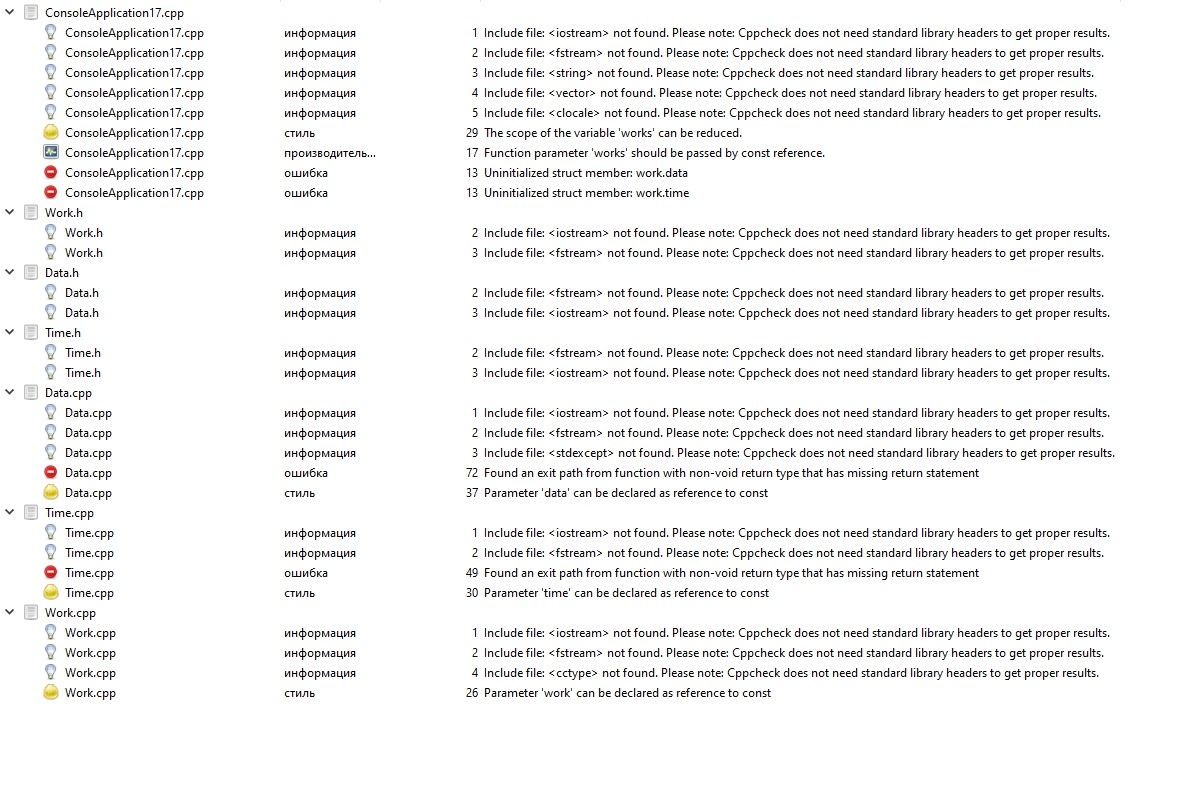 ConsoleApplication17.cpp
ConsoleApplication17.cpp информация 1 Include file: <iostream> not found. Please note: Cppcheck does not need standard library headers to get proper results.
ConsoleApplication17.cpp информация 2 Include file: <fstream> not found. Please note: Cppcheck does not need standard library headers to get proper results.
ConsoleApplication17.cpp информация 3 Include file: <string> not found. Please note: Cppcheck does not need standard library headers to get proper results.
ConsoleApplication17.cpp информация 4 Include file: <vector> not found. Please note: Cppcheck does not need standard library headers to get proper results.
ConsoleApplication17.cpp информация 5 Include file: <clocale> not found. Please note: Cppcheck does not need standard library headers to get proper results.
ConsoleApplication17.cpp стиль 29 The scope of the variable 'works' can be reduced.
ConsoleApplication17.cpp производитель... 17 Function parameter 'works' should be passed by const reference.
ConsoleApplication17.cpp ошибка 13 Uninitialized struct member: work.data
ConsoleApplication17.cpp ошибка 13 Uninitialized struct member: work.time
Work.h
Work.h информация 2 Include file: <iostream> not found. Please note: Cppcheck does not need standard library headers to get proper results.
Work.h информация 3 Include file: <fstream> not found. Please note: Cppcheck does not need standard library headers to get proper results.
Data.h
Data.h информация 2 Include file: <fstream> not found. Please note: Cppcheck does not need standard library headers to get proper results.
Data.h информация 3 Include file: <iostream> not found. Please note: Cppcheck does not need standard library headers to get proper results.
Time.h
Time.h информация 2 Include file: <fstream> not found. Please note: Cppcheck does not need standard library headers to get proper results.
Time.h информация 3 Include file: <iostream> not found. Please note: Cppcheck does not need standard library headers to get proper results.
Data.cpp
Data.cpp информация 1 Include file: <iostream> not found. Please note: Cppcheck does not need standard library headers to get proper results.
Data.cpp информация 2 Include file: <fstream> not found. Please note: Cppcheck does not need standard library headers to get proper results.
Data.cpp информация 3 Include file: <stdexcept> not found. Please note: Cppcheck does not need standard library headers to get proper results.
Data.cpp ошибка 72 Found an exit path from function with non-void return type that has missing return statement
Data.cpp стиль 37 Parameter 'data' can be declared as reference to const
Time.cpp
Time.cpp информация 1 Include file: <iostream> not found. Please note: Cppcheck does not need standard library headers to get proper results.
Time.cpp информация 2 Include file: <fstream> not found. Please note: Cppcheck does not need standard library headers to get proper results.
Time.cpp ошибка 49 Found an exit path from function with non-void return type that has missing return statement
Time.cpp стиль 30 Parameter 'time' can be declared as reference to const
Work.cpp
Work.cpp информация 1 Include file: <iostream> not found. Please note: Cppcheck does not need standard library headers to get proper results.
Work.cpp информация 2 Include file: <fstream> not found. Please note: Cppcheck does not need standard library headers to get proper results.
Work.cpp информация 4 Include file: <cctype> not found. Please note: Cppcheck does not need standard library headers to get proper results.
Work.cpp стиль 26 Parameter 'work' can be declared as reference to const